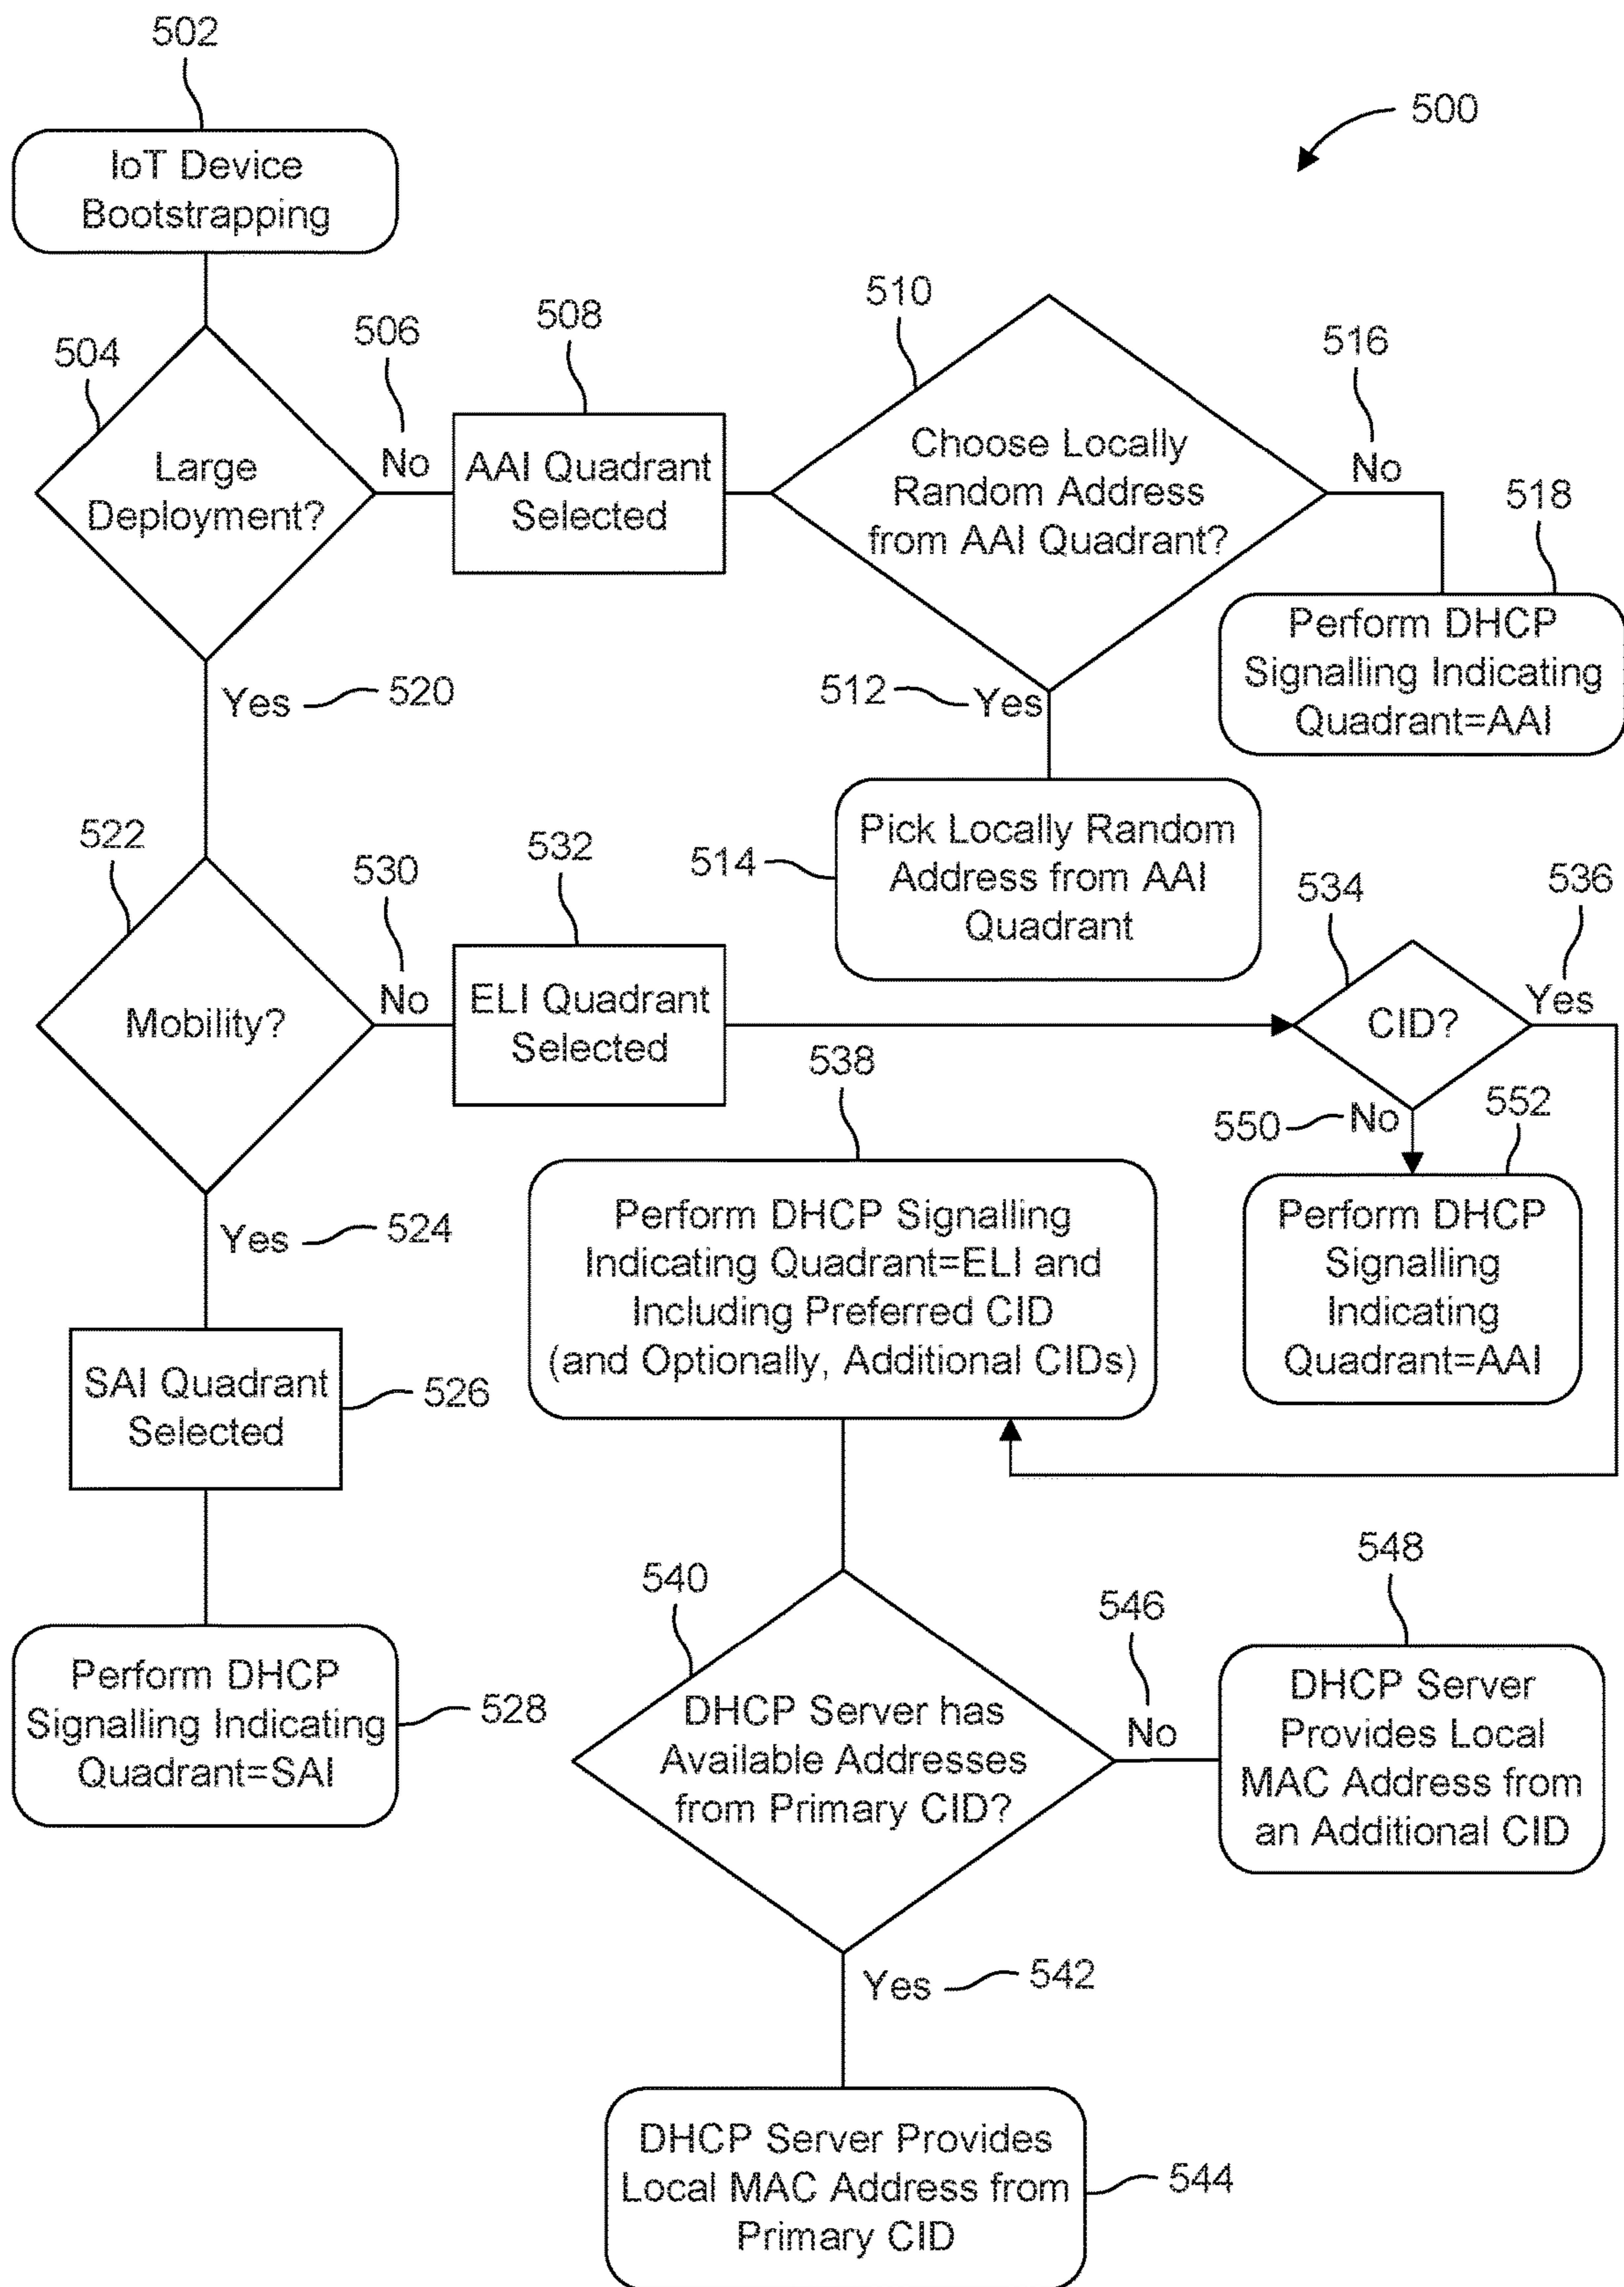 502
500
IoT Device
Bootstrapping
504
506
508
510
516
Large
Deployment?
No
AAI Quadrant
Selected
Choose Locally
Random Address
from AAI Quadrant?
No
518
Perform DHCP
Signalling Indicating
Quadrant=AAI
Yes
520
512
Yes
514
Pick Locally Random
Address from AAI
Quadrant
522
530
532
534
536
Mobility?
No
ELI Quadrant
Selected
CID?
Yes
550
No
552
538
Perform DHCP Signalling
Indicating Quadrant=ELI and
Including Preferred CID
(and Optionally, Additional CIDs)
Perform DHCP
Signalling
Indicating
Quadrant=AAI
Yes
524
SAI Quadrant
Selected
526
Perform DHCP
Signalling Indicating
Quadrant=SAI
528
540
DHCP Server has
Available Addresses
from Primary CID?
546
No
548
DHCP Server
Provides Local
MAC Address from
an Additional CID
Yes
542
DHCP Server Provides
Local MAC Address from
Primary CID
544